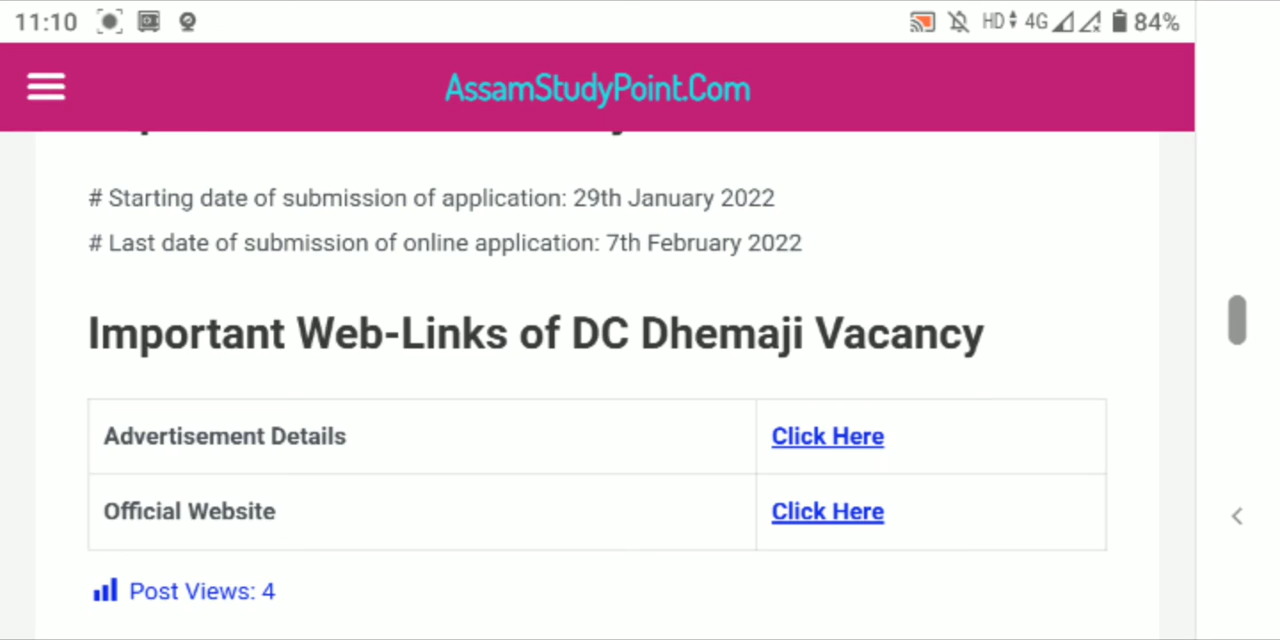 11:10 HD 4G 84%
AssamStudyPoint.Com
# Starting date of submission of application: 29th January 2022
# Last date of submission of online application: 7th February 2022
Important Web-Links of DC Dhemaji Vacancy
Advertisement Details Click Here
Official Website Click Here
Post Views: 4